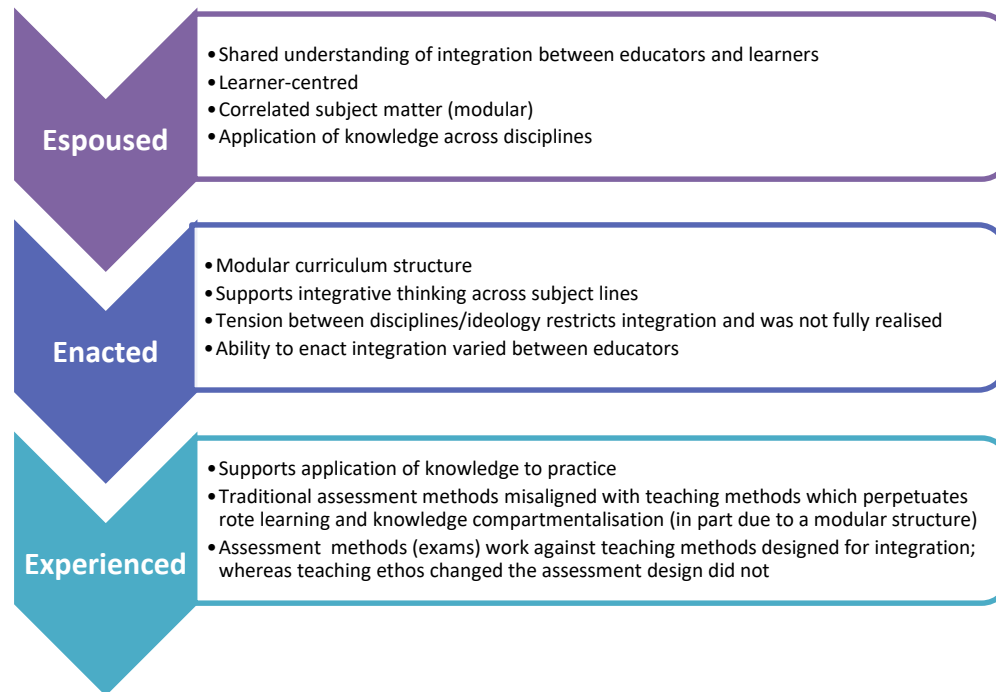 Espoused
•Shared understanding of integration between educators and learners
•Learner-centred
•Correlated subject matter (modular)
•Application of knowledge across disciplines
Enacted
•Modular curriculum structure
•Supports integrative thinking across subject lines
•Tension between disciplines/ideology restricts integration and was not fully realised
•Ability to enact integration varied between educators
Experienced
•Supports application of knowledge to practice
•Traditional assessment methods misaligned with teaching methods which perpetuates
rote learning and knowledge compartmentalisation (in part due to a modular structure)
•Assessment methods (exams) work against teaching methods designed for integration;
whereas teaching ethos changed the assessment design did not